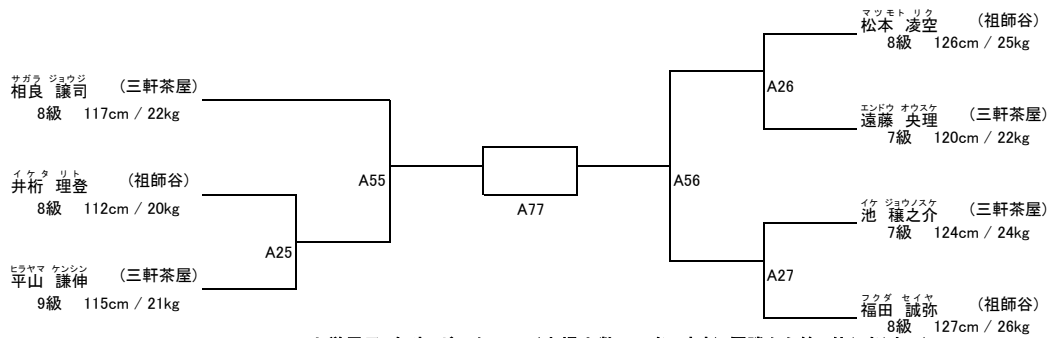 サガラ ジョウジ
相良 譲司 (三軒茶屋)
8級 117cm / 22kg
イケタ リト
井桁 理登 (祖師谷)
8級 112cm / 20kg
ヒラヤマ ケンシン
平山 謙伸 (三軒茶屋)
9級 115cm / 21kg
A25
A55
A77
A56
A26
A27
マツモト リク
松本 凌空 (祖師谷)
8級 126cm / 25kg
エンドウ オウスケ
遠藤 央理 (三軒茶屋)
7級 120cm / 22kg
イケ ジョウノスケ
池 穣之介 (三軒茶屋)
7級 124cm / 24kg
フクダ セイヤ
福田 誠弥 (祖師谷)
8級 127cm / 26kg